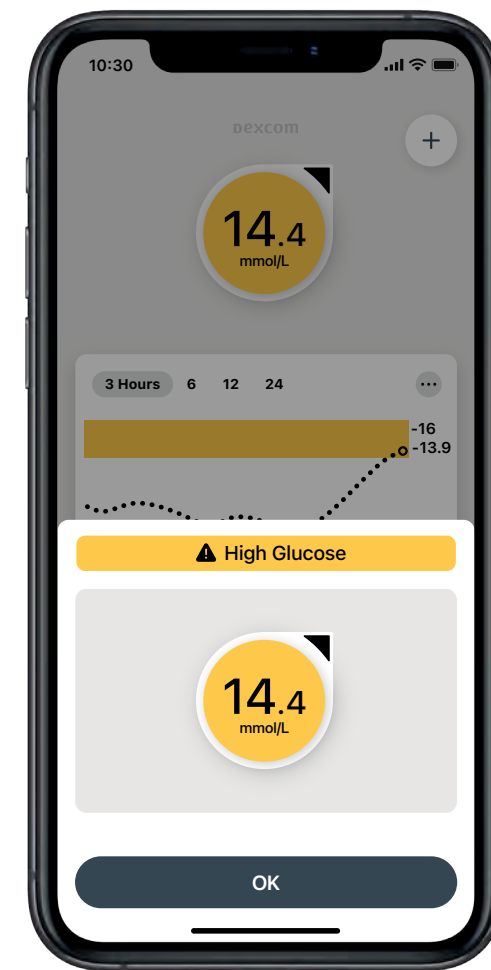 10:30
Dexcom
14.4
mmol/L
3 Hours 6 12 24
-16
-13.9
High Glucose
14.4
mmol/L
OK